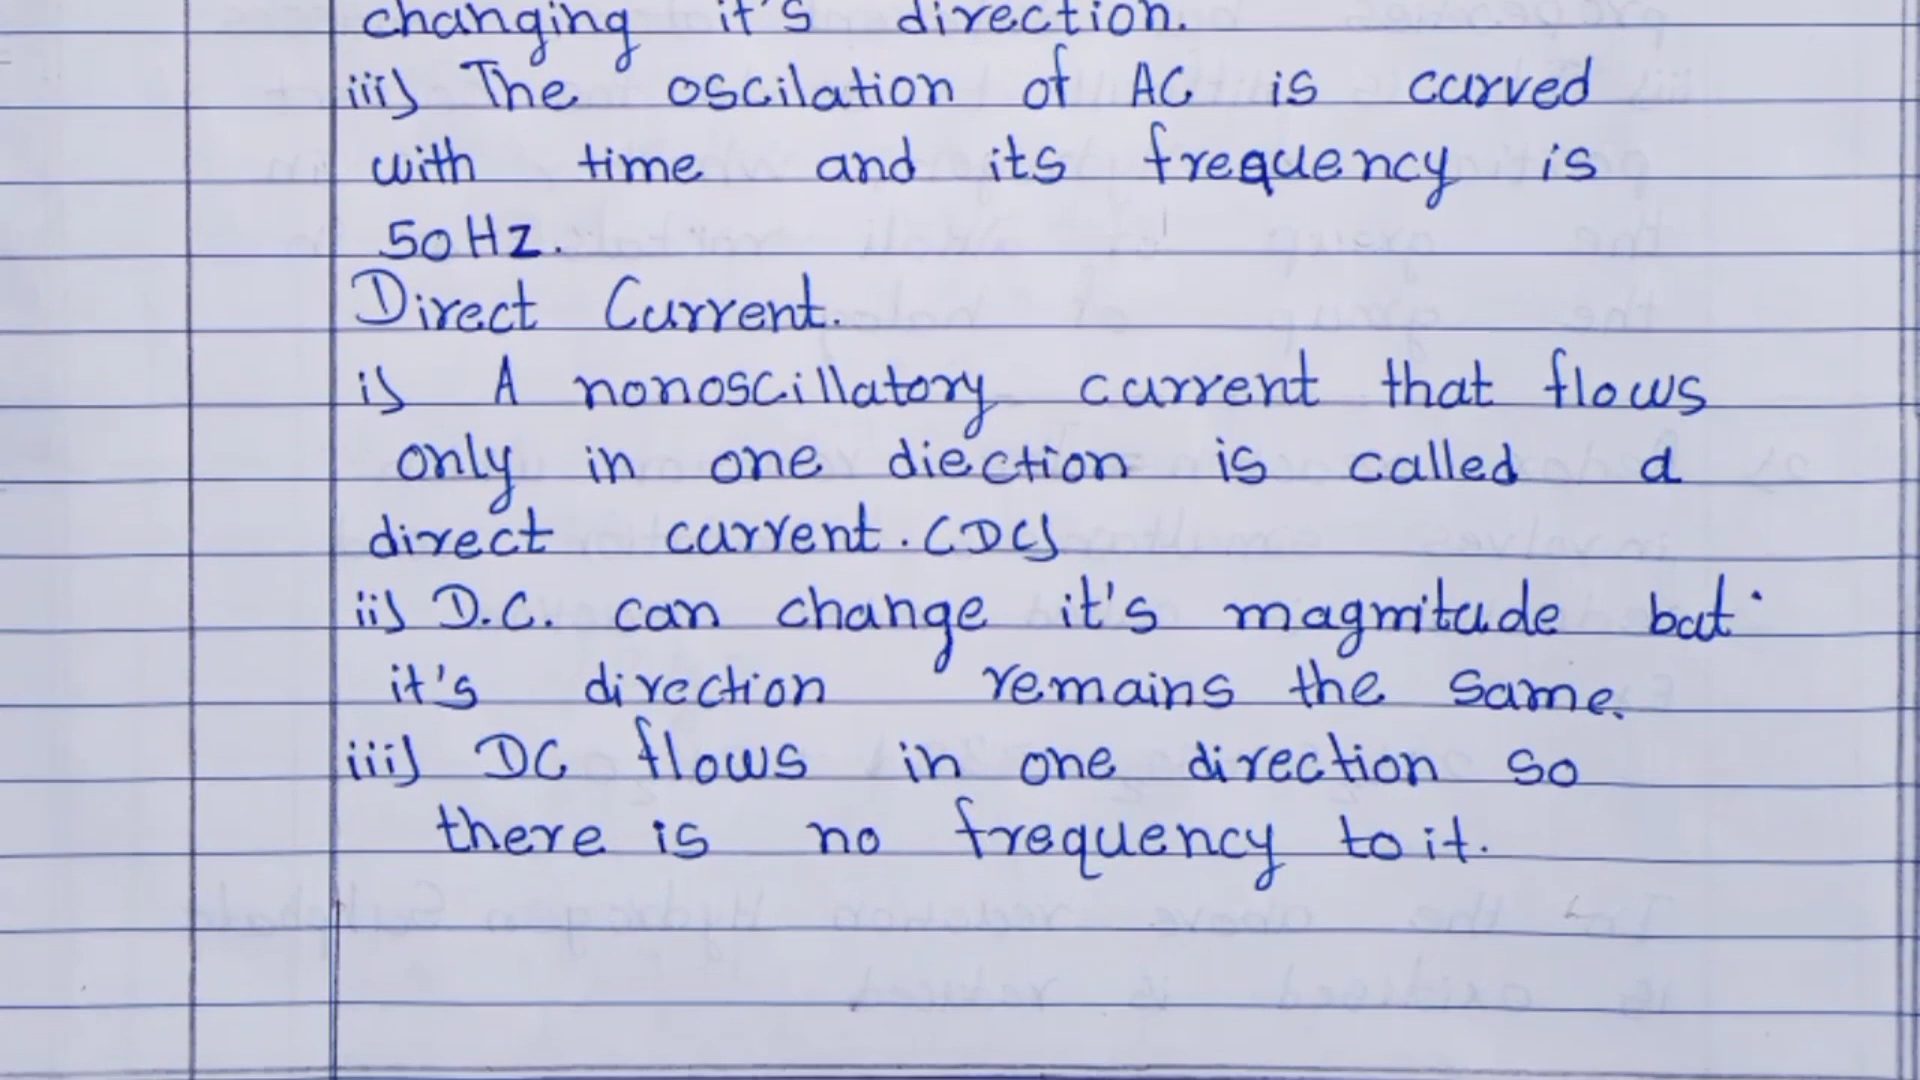 changing it's direction.
iii) The oscilation of AC is curved
with time and its frequency is
50Hz.
Direct Current.
i) A nonoscillatory current that flows
only in one diection is called a
direct current. (DC)
ii) D.C. can change it's magmitude but
it's direction remains the same.
iii) DC flows in one direction so
there is no frequency to it.